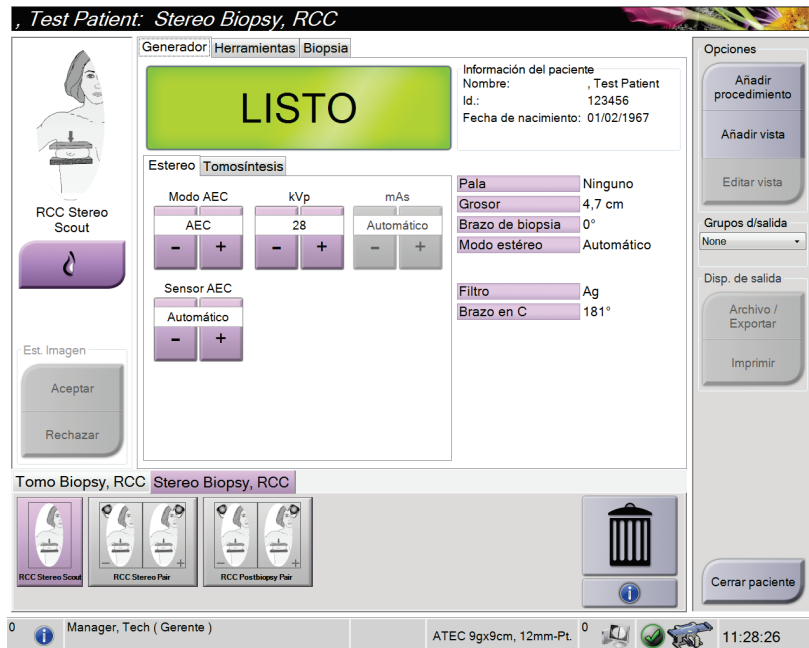 , Test Patient: Stereo Biopsy, RCC
Generador Herramientas Biopsia
LISTO
Información del paciente
Nombre: , Test Patient
Id.: 123456
Fecha de nacimiento: 01/02/1967
RCC Stereo
Scout
Est. Imagen
Aceptar
Rechazar
Estereo Tomosíntesis
Modo AEC kVp mAs
AEC 28 Automático
- + - + - +
Sensor AEC
Automático
- +
Pala Ninguno
Grosor 4,7 cm
Brazo de biopsia 0°
Modo estéreo Automático
Filtro Ag
Brazo en C 181°
Opciones
Añadir
procedimiento
Añadir vista
Editar vista
Grupos d/salida
None
Disp. de salida
Archivo /
Exportar
Imprimir
Tomo Biopsy, RCC Stereo Biopsy, RCC
RCC Stereo Scout RCC Stereo Pair RCC Postbiopsy Pair
- + - +
Cerrar paciente
0 Manager, Tech ( Gerente ) ATEC 9gx9cm, 12mm-Pt. 0 11:28:26